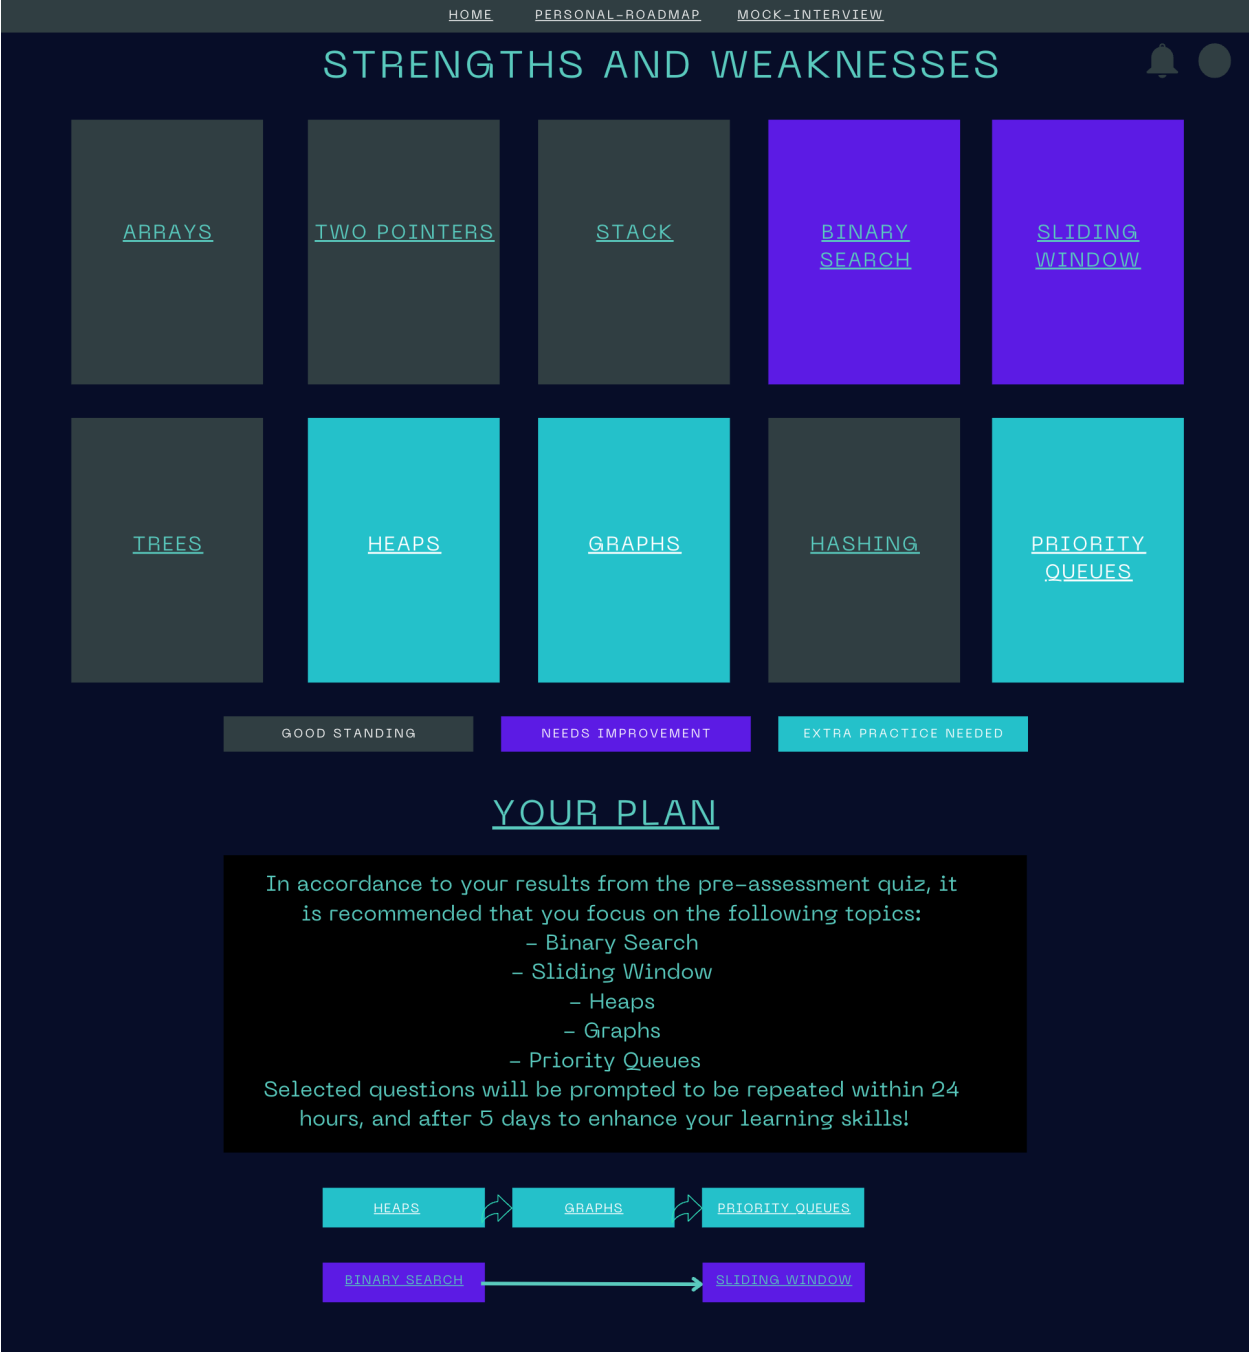 HOME PERSONAL-ROADMAP MOCK-INTERVIEW
STRENGTHS AND WEAKNESSES
ARRAYS
TWO POINTERS
STACK
BINARY
SEARCH
SLIDING
WINDOW
TREES
HEAPS
GRAPHS
HASHING
PRIORITY
QUEUES
GOOD STANDING
NEEDS IMPROVEMENT
EXTRA PRACTICE NEEDED
YOUR PLAN
In accordance to your results from the pre-assessment quiz, it
is recommended that you focus on the following topics:
- Binary Search
- Sliding Window
- Heaps
- Graphs
- Priority Queues
Selected questions will be prompted to be repeated within 24
hours, and after 5 days to enhance your learning skills!
HEAPS
GRAPHS
PRIORITY QUEUES
BINARY SEARCH
SLIDING WINDOW